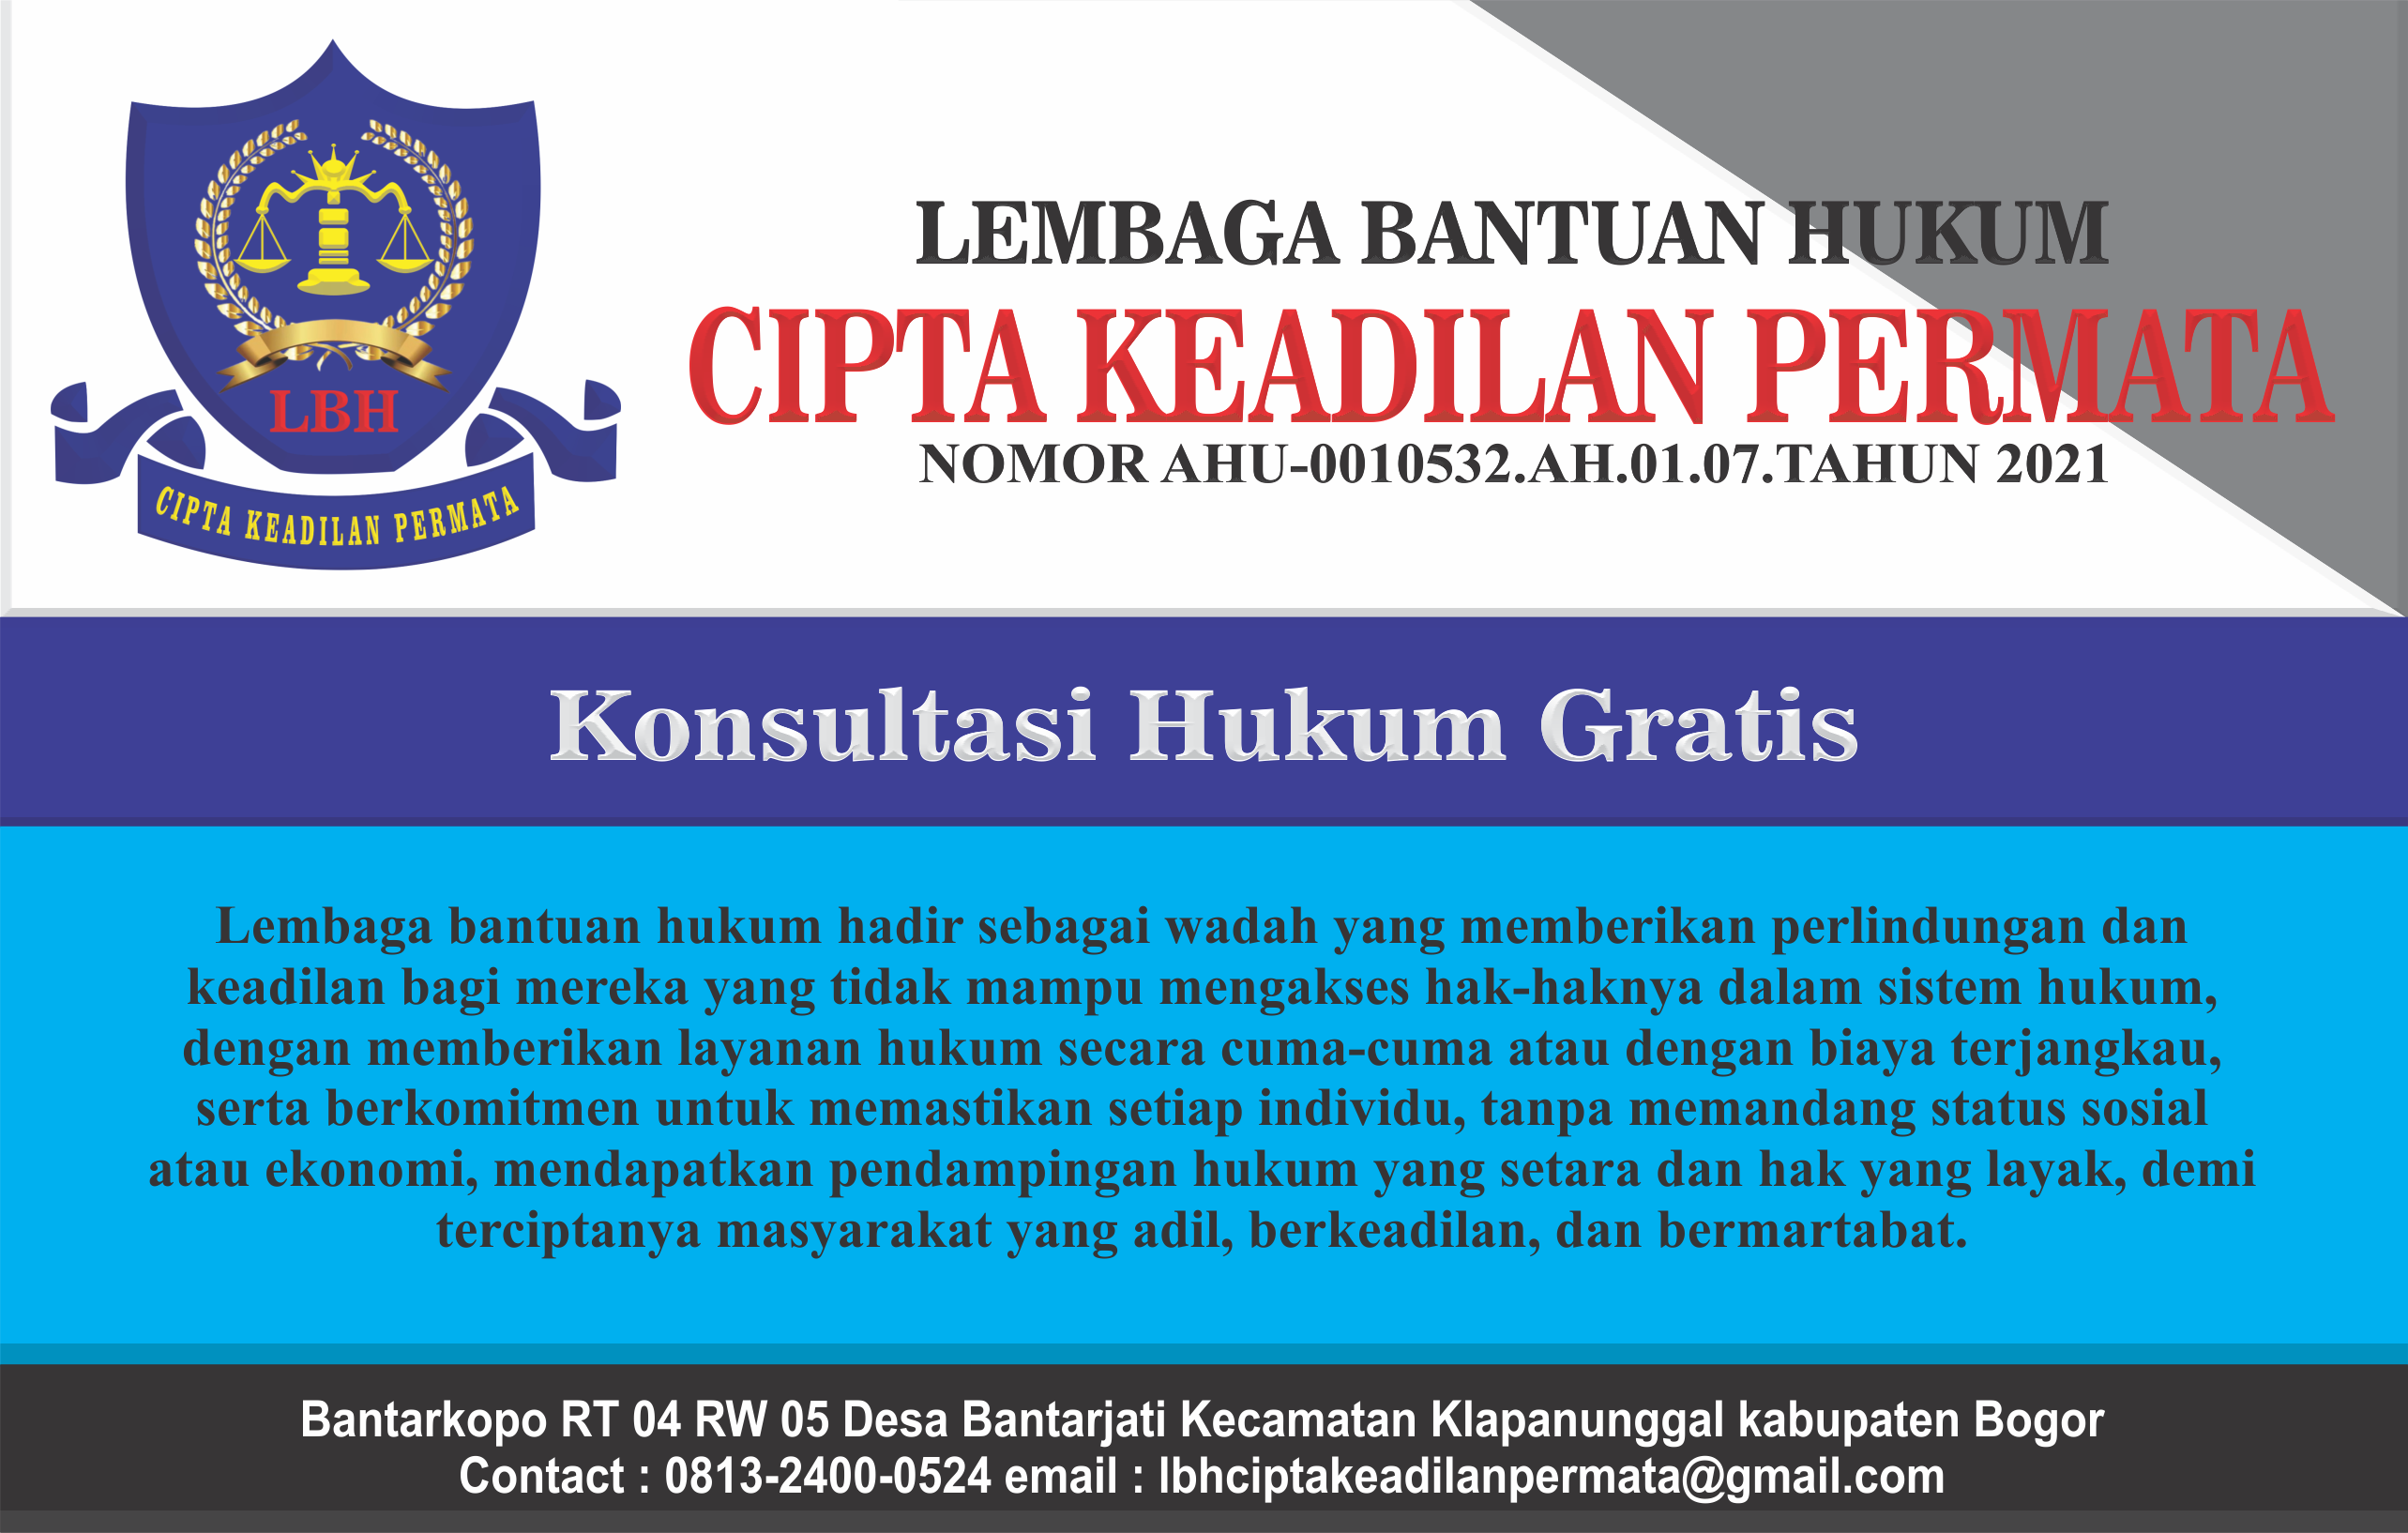 LBH
CIPTA KEADILAN PERMATA
LEMBAGA BANTUAN HUKUM
CIPTA KEADILAN PERMATA
NOMOR AHU-0010532.AH.01.07.TAHUN 2021
Konsultasi Hukum Gratis
Lembaga bantuan hukum hadir sebagai wadah yang memberikan perlindungan dan
keadilan bagi mereka yang tidak mampu mengakses hak-haknya dalam sistem hukum,
dengan memberikan layanan hukum secara cuma-cuma atau dengan biaya terjangkau,
serta berkomitmen untuk memastikan setiap individu, tanpa memandang status sosial
atau ekonomi, mendapatkan pendampingan hukum yang setara dan hak yang layak, demi
terciptanya masyarakat yang adil, berkeadilan, dan bermartabat.
Bantarkopo RT 04 RW 05 Desa Bantarjati Kecamatan Klapanunggal kabupaten Bogor
Contact : 0813-2400-0524 email : lbhciptakeadilanpermata@gmail.com